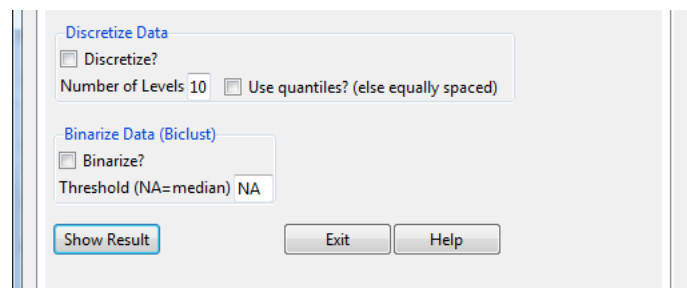 Discretize Data
Discretize?
Number of Levels 10 Use quantiles? (else equally spaced)
Binarize Data (Biclust)
Binarize?
Threshold (NA=median) NA
Show Result Exit Help